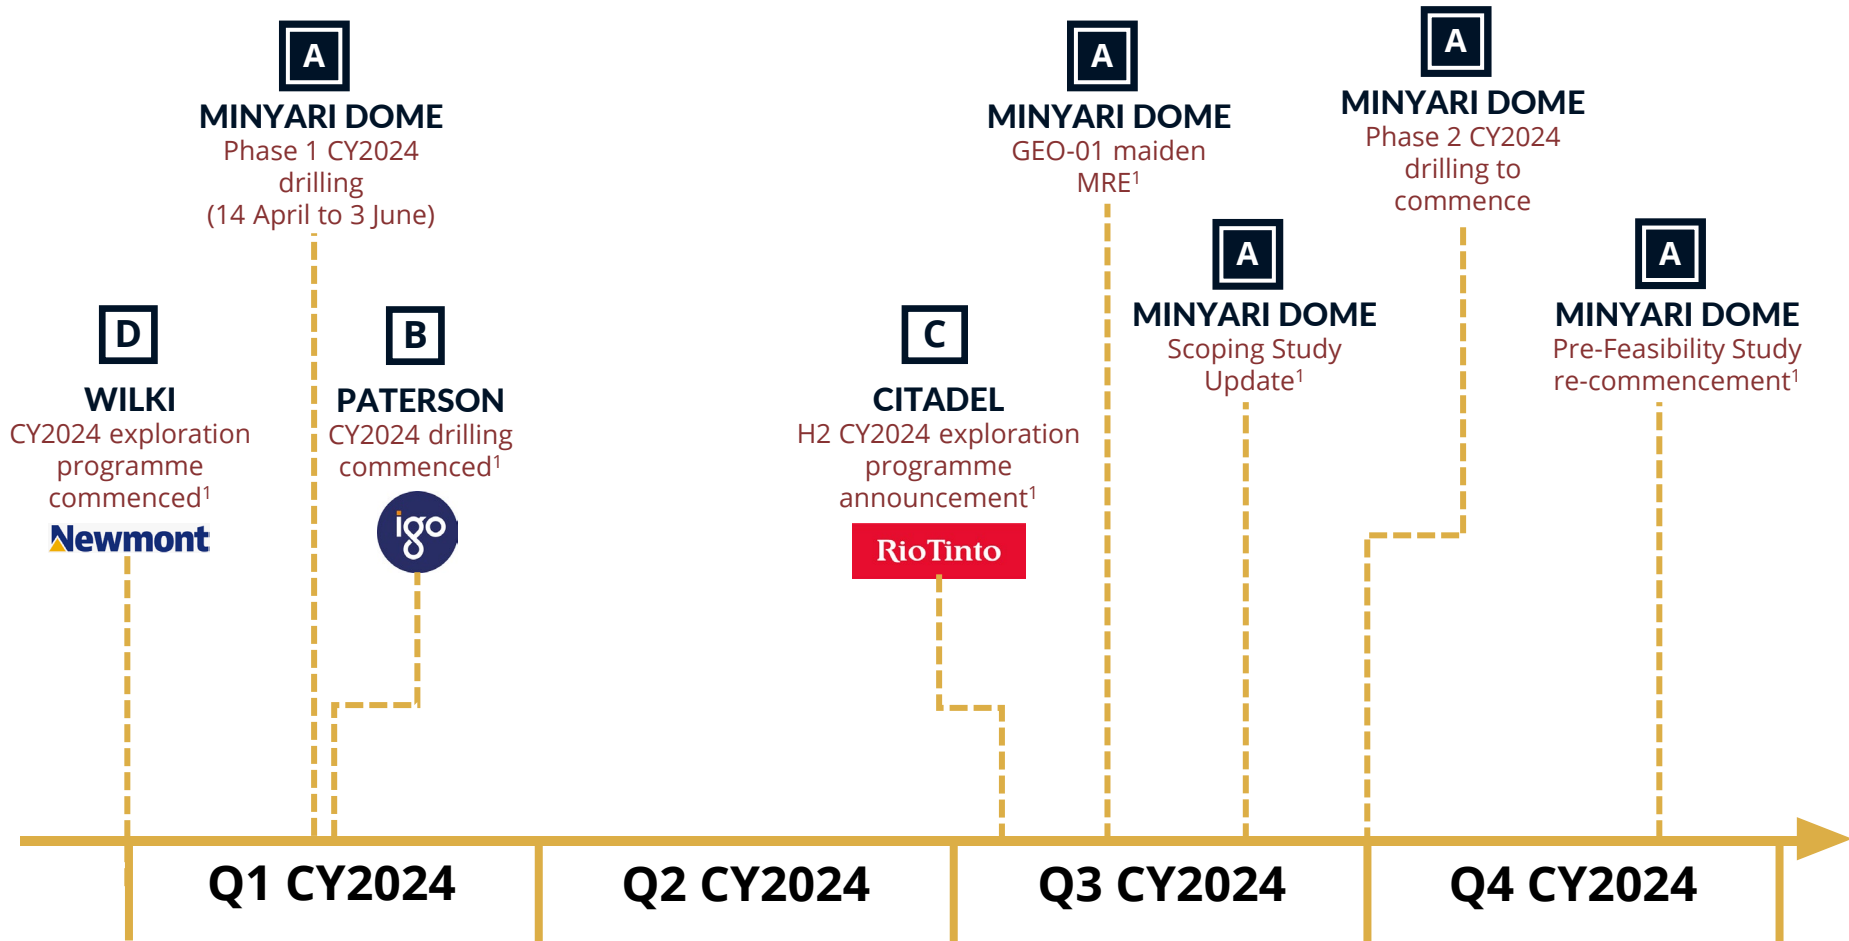 A
MINYARI DOME
Phase 1 CY2024
drilling
(14 April to 3 June)
A
MINYARI DOME
GEO-01 maiden
MRE¹
A
MINYARI DOME
Phase 2 CY2024
drilling to
commence
A
MINYARI DOME
Scoping Study
Update¹
A
MINYARI DOME
Pre-Feasibility Study
re-commencement¹
D
WILKI
CY2024 exploration
programme
commenced¹
Newmont
B
PATERSON
CY2024 drilling
commenced¹
igo
C
CITADEL
H2 CY2024 exploration
programme
announcement¹
RioTinto
Q1 CY2024
Q2 CY2024
Q3 CY2024
Q4 CY2024